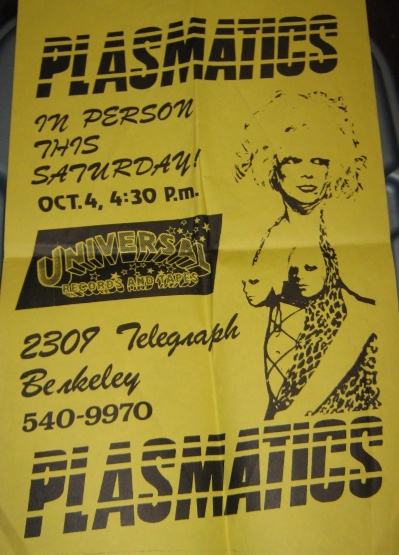 PLASMATICS
IN PERSON
THIS
SATURDAY!
OCT. 4, 4:30 P.m.
UNIVERSAL
RECORDS AND TAPES
2309 Telegraph
Berkeley
540-9970
PLASMATICS